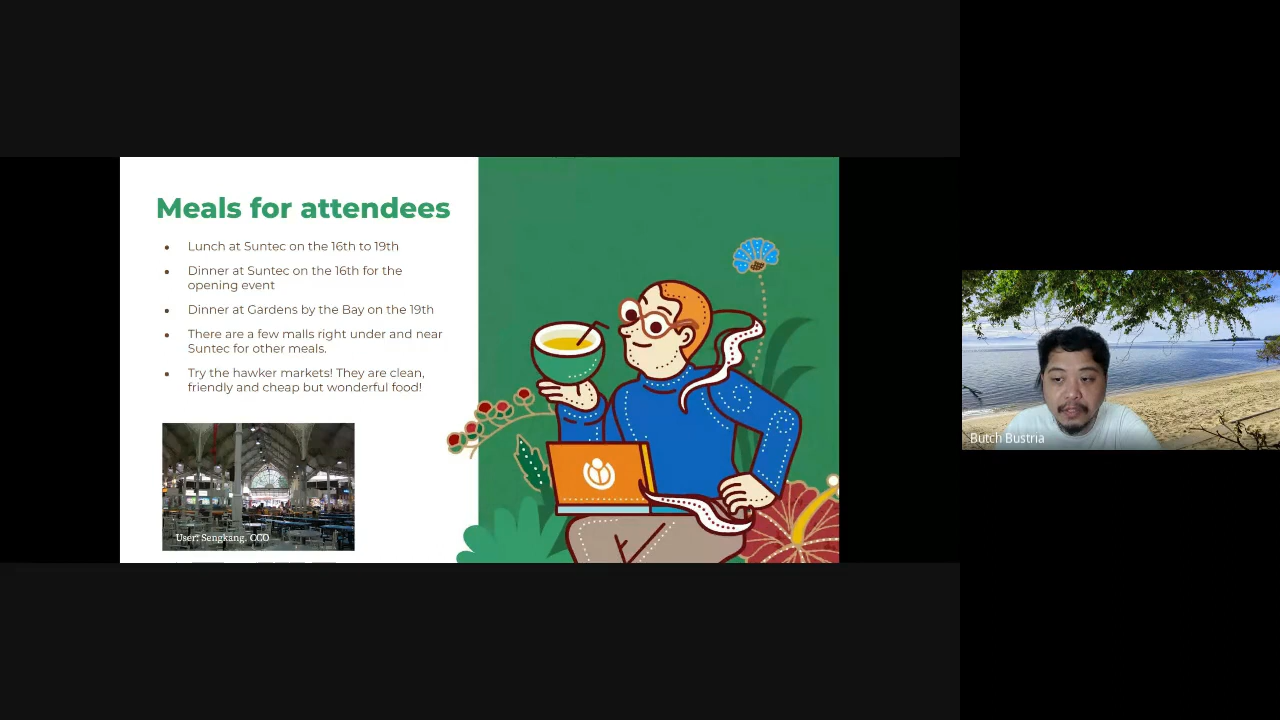 Meals for attendees
● Lunch at Suntec on the 16th to 19th
● Dinner at Suntec on the 16th for the
opening event
● Dinner at Gardens by the Bay on the 19th
● There are a few malls right under and near
Suntec for other meals.
● Try the hawker markets! They are clean,
friendly and cheap but wonderful food!
User: Sengkang. CC0
Butch Bustria